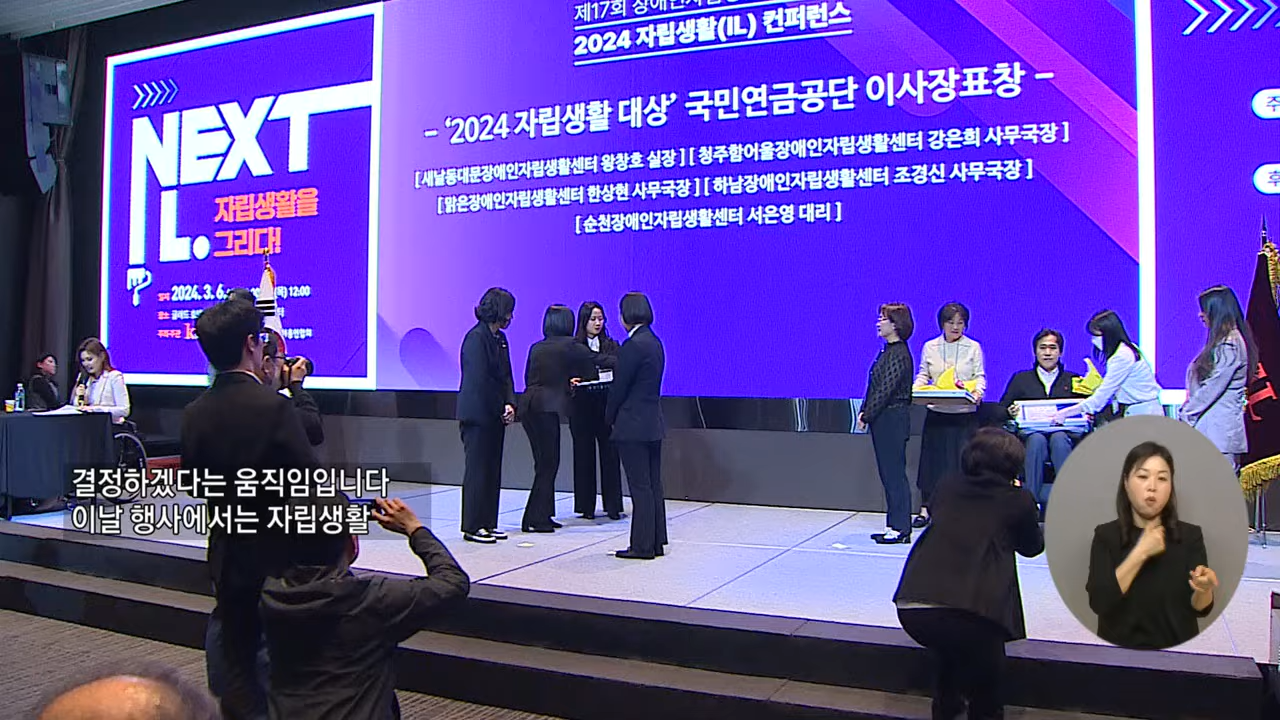 제17회
2024 자립생활(IL) 컨퍼런스
- '2024 자립생활 대상' 국민연금공단 이사장표창 -
[ 새날동대문장애인자립생활센터 왕창호 실장 ] [ 청주함어울장애인자립생활센터 강은희 사무국장 ]
[ 맑은장애인자립생활센터 한상현 사무국장 ] [ 하남장애인자립생활센터 조경신 사무국장 ]
[ 순천장애인자립생활센터 서은영 대리 ]
NEXT
IL.
자립생활을
그리다!
2024. 3. 6.
12:00
결정하겠다는 움직임입니다
이날 행사에서는 자립생활